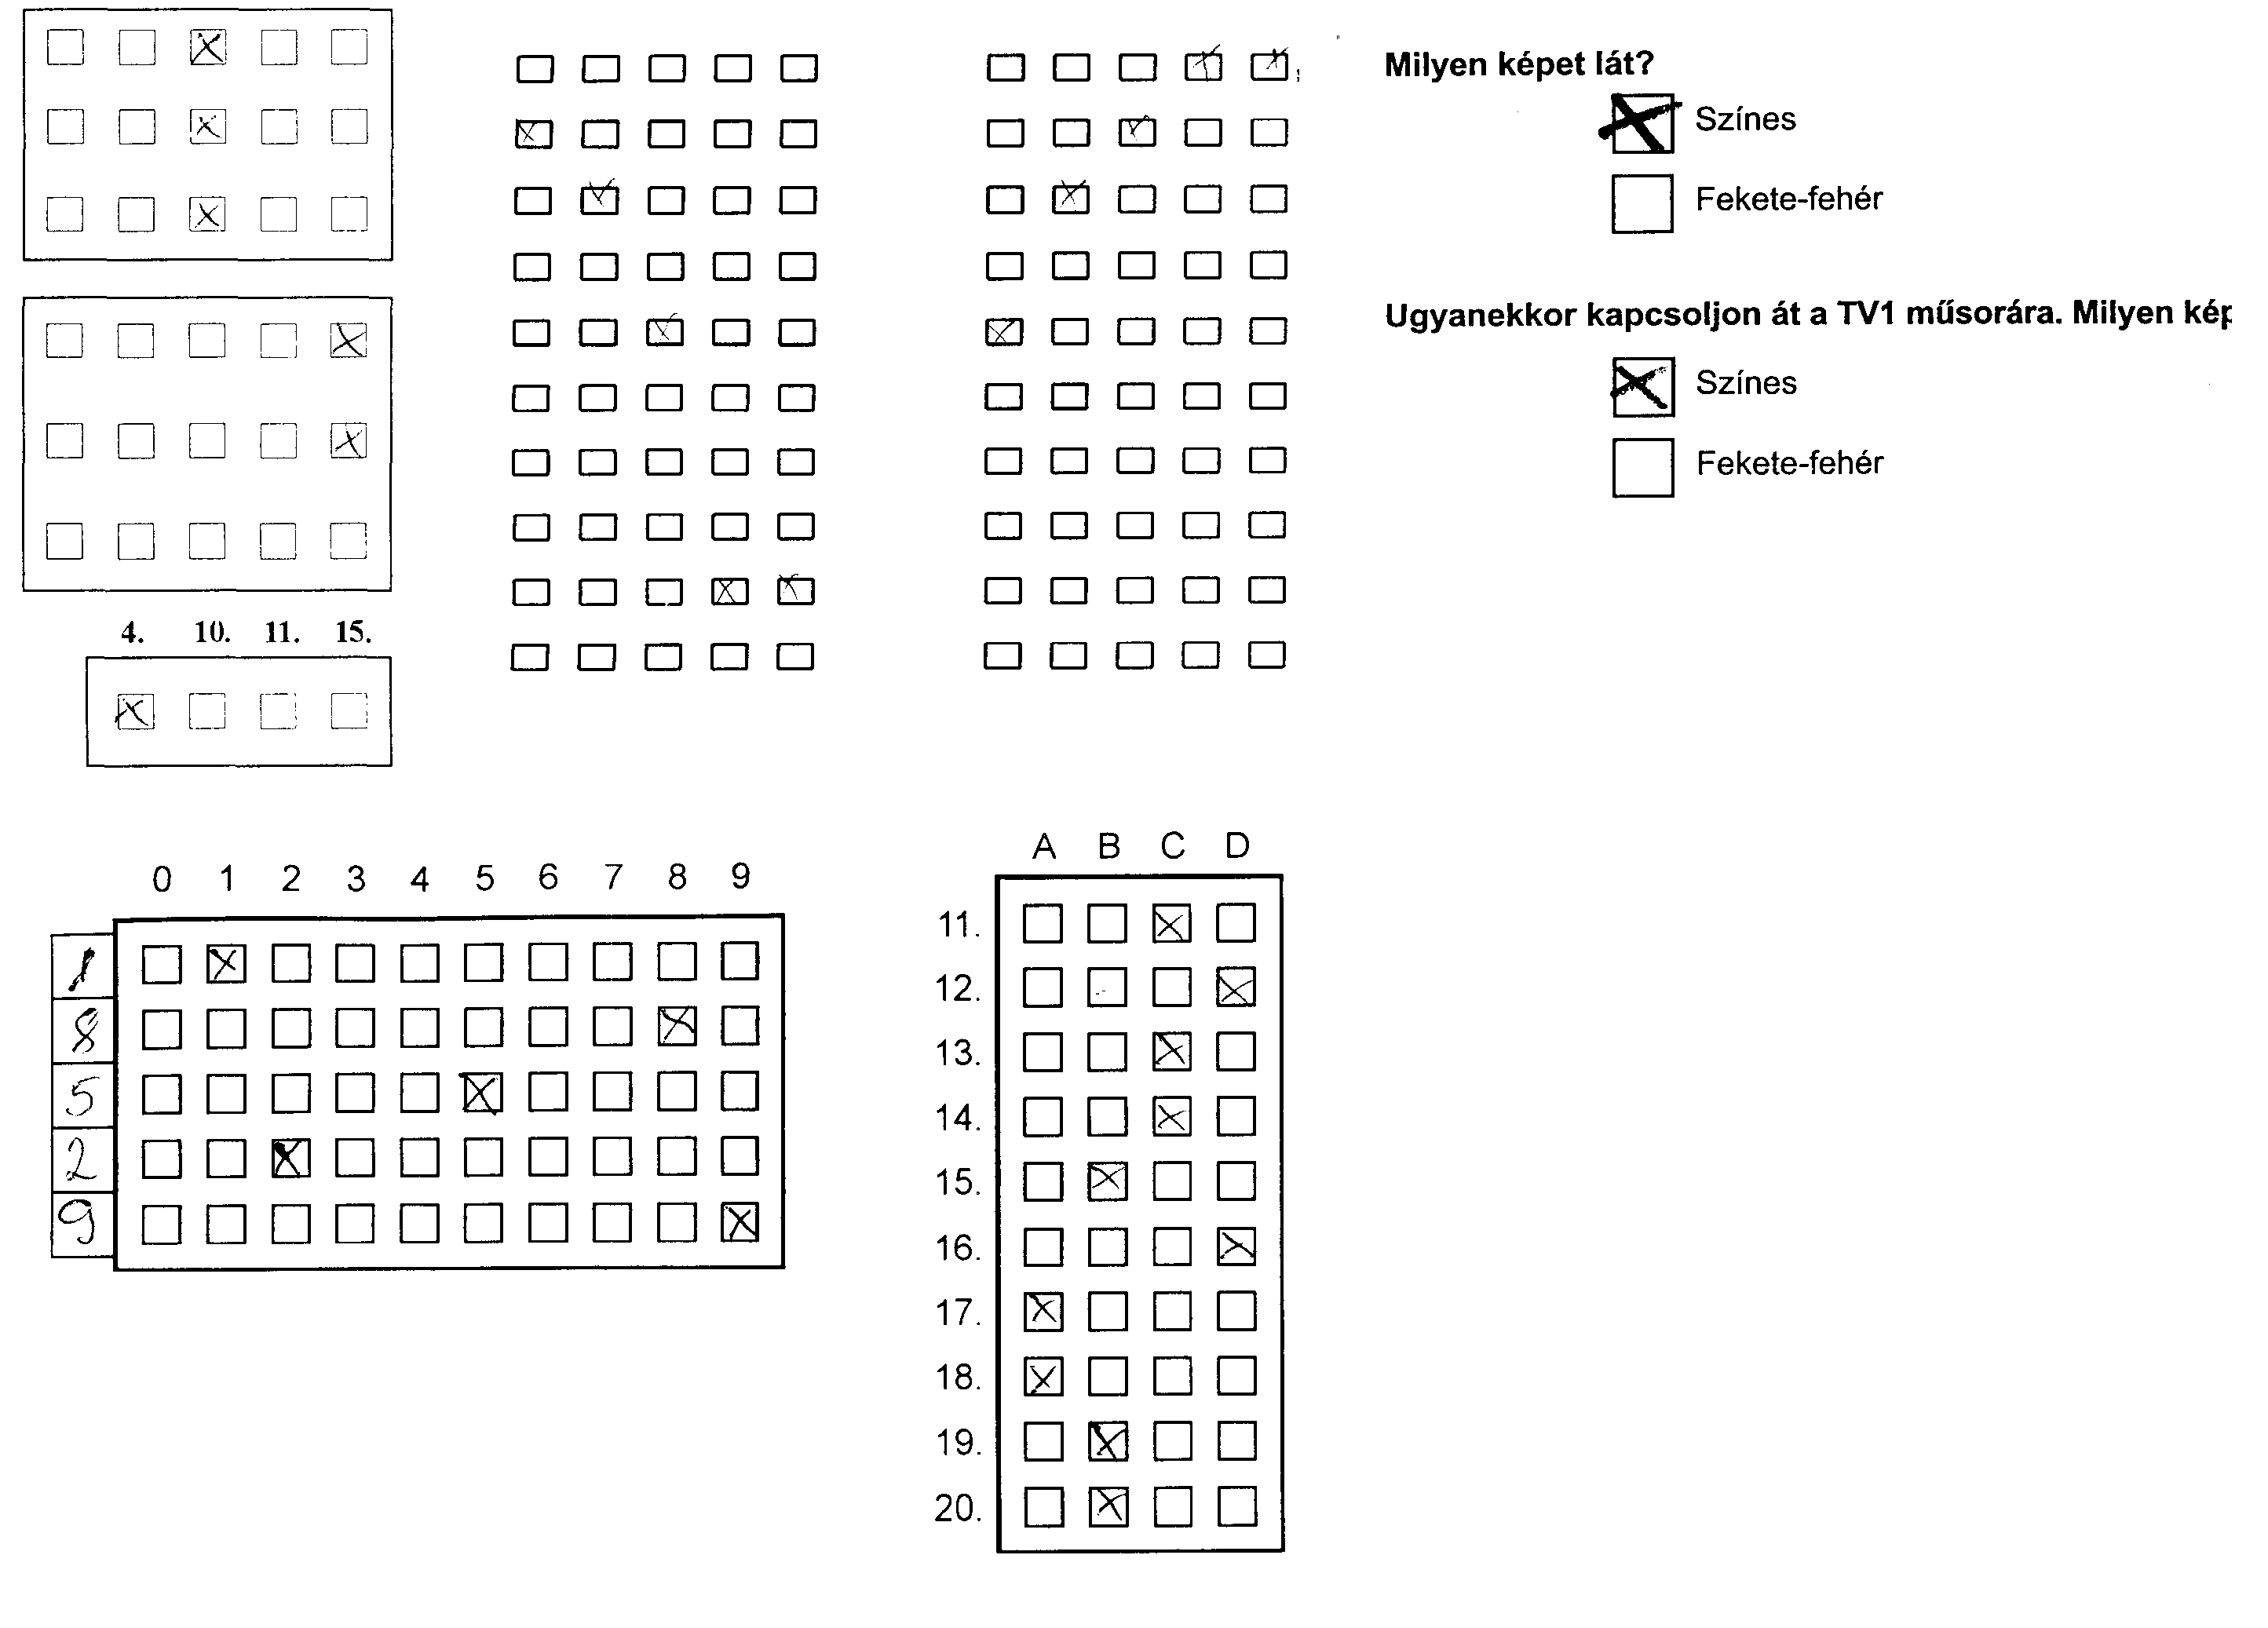 Milyen képet lát?
Színes
Fekete-fehér
Ugyanekkor kapcsoljon át a TV1 műsorára. Milyen kép
Színes
Fekete-fehér
4. 10. 11. 15.
0 1 2 3 4 5 6 7 8 9
1
8
5
2
9
A B C D
11.
12.
13.
14.
15.
16.
17.
18.
19.
20.